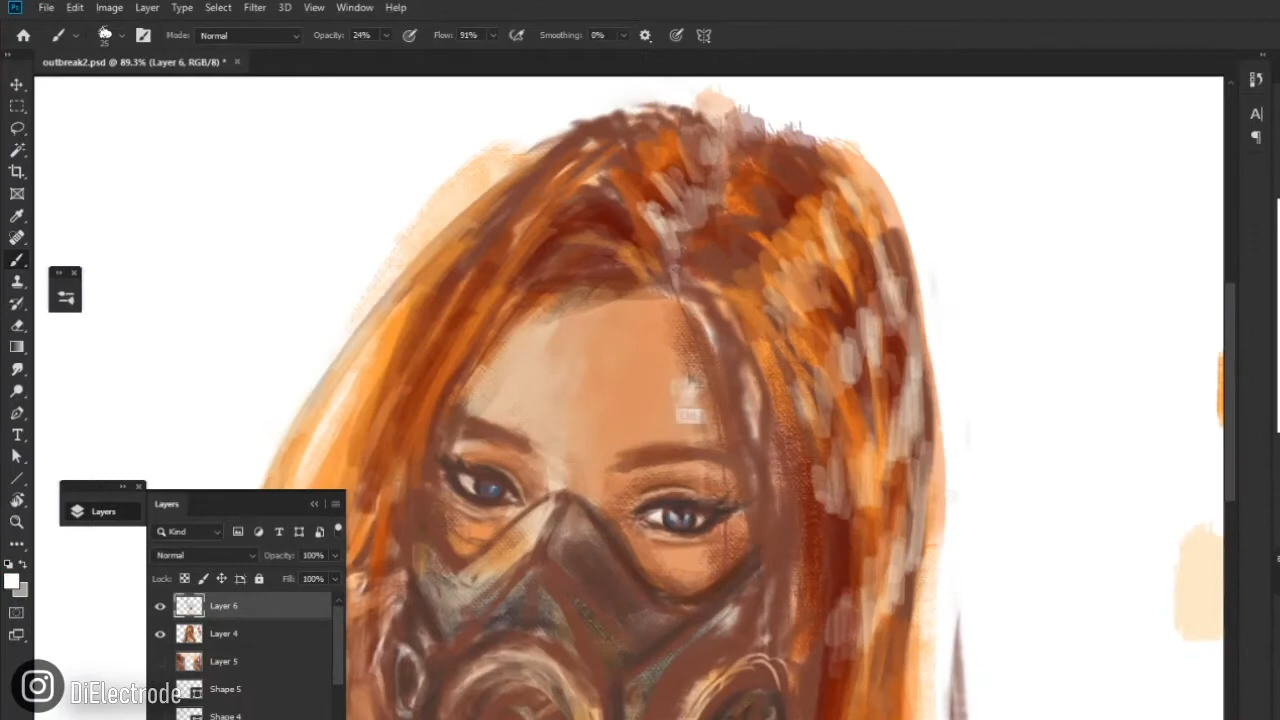 Ps File Edit Image Layer Type Select Filter 3D View Window Help
25 Mode: Normal Opacity: 24% Flow: 91% Smoothing: 0%
outbreak2.psd @ 89.3% (Layer 6, RGB/8) *
Layers
Layers
Kind
Normal Opacity: 100%
Lock: Fill: 100%
Layer 6
Layer 4
Layer 5
Shape 5
Shape 4
DiElectrode